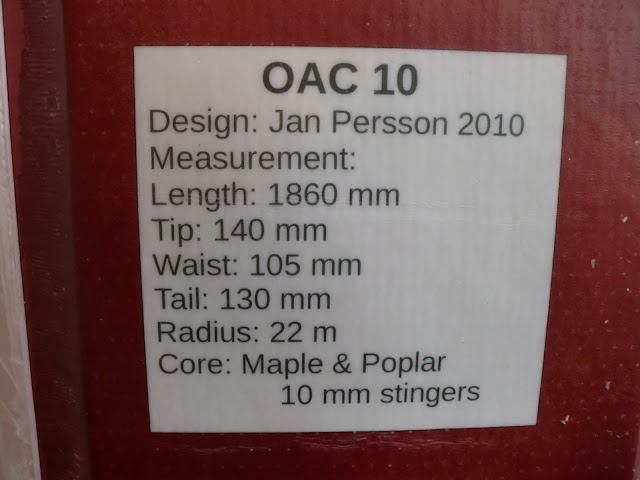 OAC 10
Design: Jan Persson 2010
Measurement:
Length: 1860 mm
Tip: 140 mm
Waist: 105 mm
Tail: 130 mm
Radius: 22 m
Core: Maple & Poplar
10 mm stingers